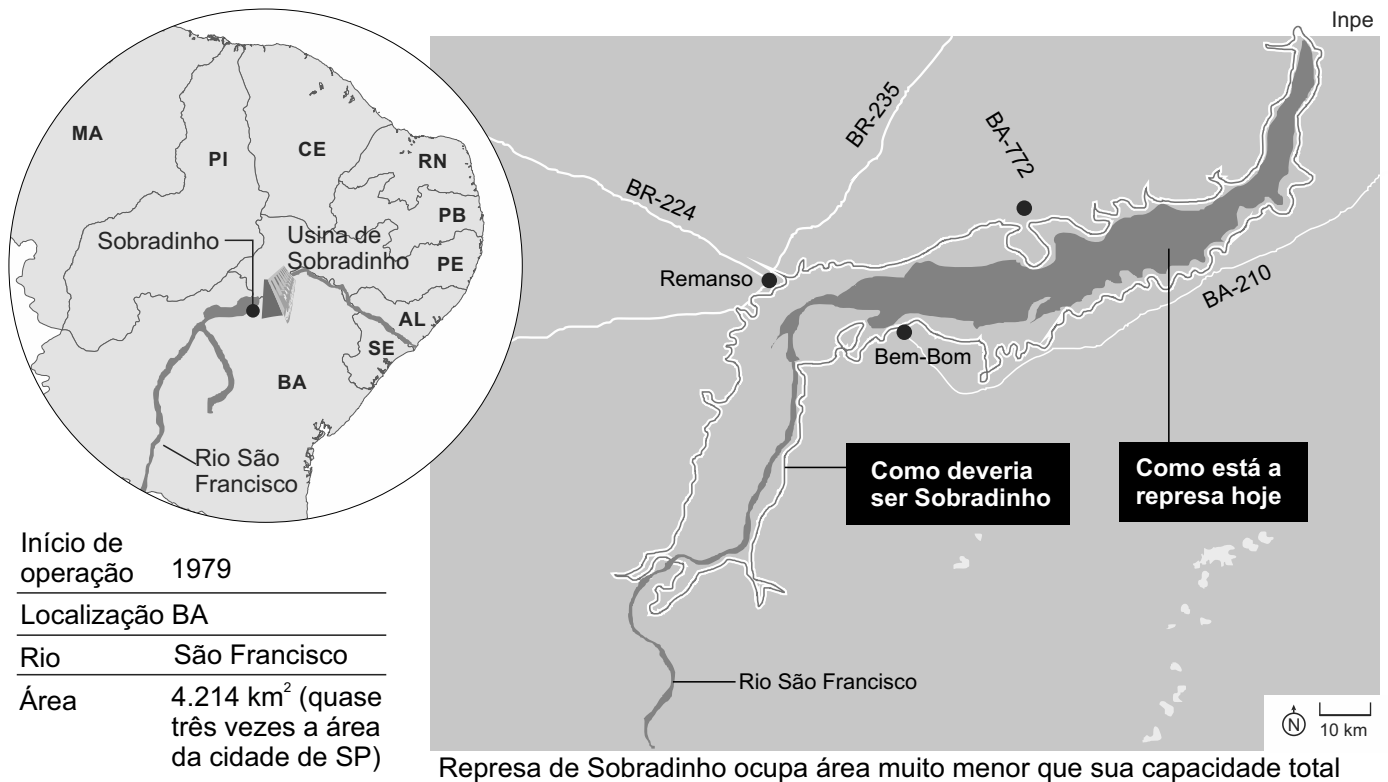 Inpe
MA
PI
CE
RN
PB
PE
AL
SE
BA
Sobradinho
Usina de
Sobradinho
Rio São
Francisco
BR-235
BA-772
BR-224
Remanso
BA-210
Bem-Bom
Como deveria
ser Sobradinho
Como está a
represa hoje
Rio São Francisco
N
10 km
Início de
operação 1979
Localização BA
Rio São Francisco
Área 4.214 km² (quase
três vezes a área
da cidade de SP)
Represa de Sobradinho ocupa área muito menor que sua capacidade total